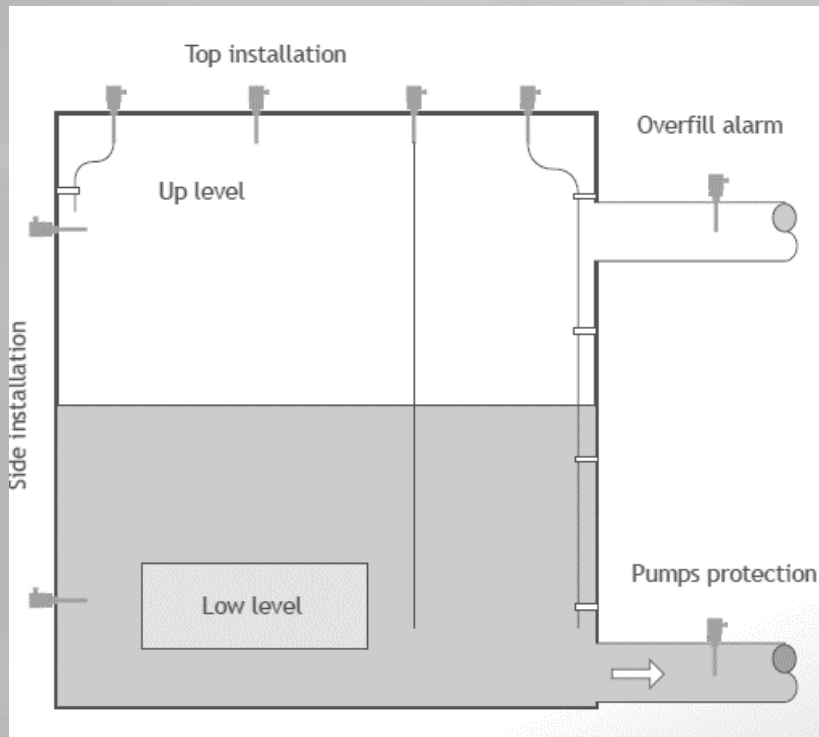 Top installation
Overfill alarm
Up level
Side installation
Pumps protection
Low level